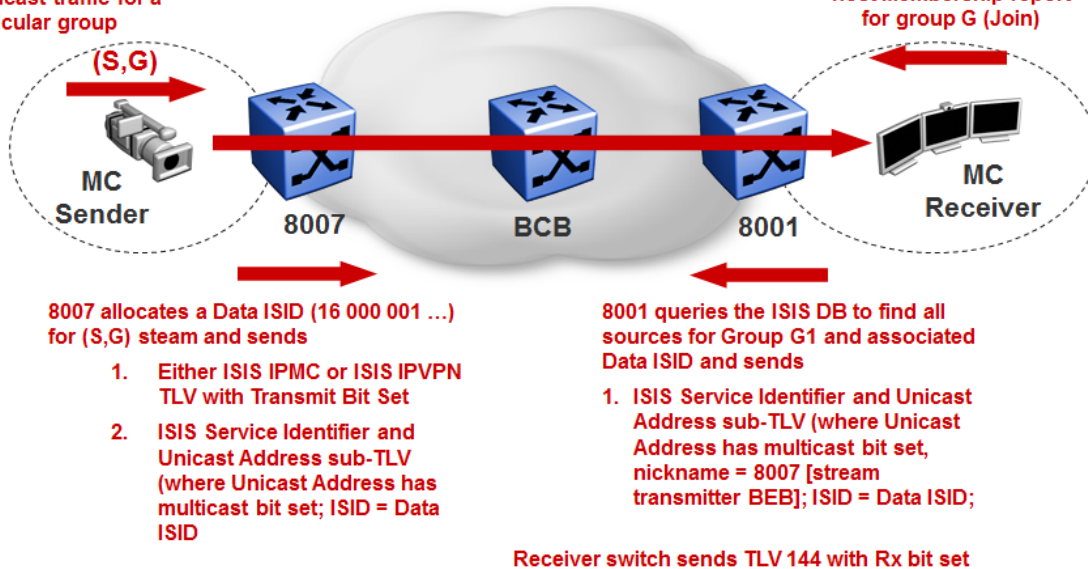 traffic for a
group
for group G (Join)
(S,G)
MC
Sender
8007
BCB
8001
MC
Receiver
8007 allocates a Data ISID (16 000 001 ...)
for (S,G) steam and sends
1. Either ISIS IPMC or ISIS IPVPN
TLV with Transmit Bit Set
2. ISIS Service Identifier and
Unicast Address sub-TLV
(where Unicast Address has
multicast bit set; ISID = Data
ISID
8001 queries the ISIS DB to find all
sources for Group G1 and associated
Data ISID and sends
1. ISIS Service Identifier and Unicast
Address sub-TLV (where Unicast
Address has multicast bit set,
nickname = 8007 [stream
transmitter BEB]; ISID = Data ISID;
Receiver switch sends TLV 144 with Rx bit set